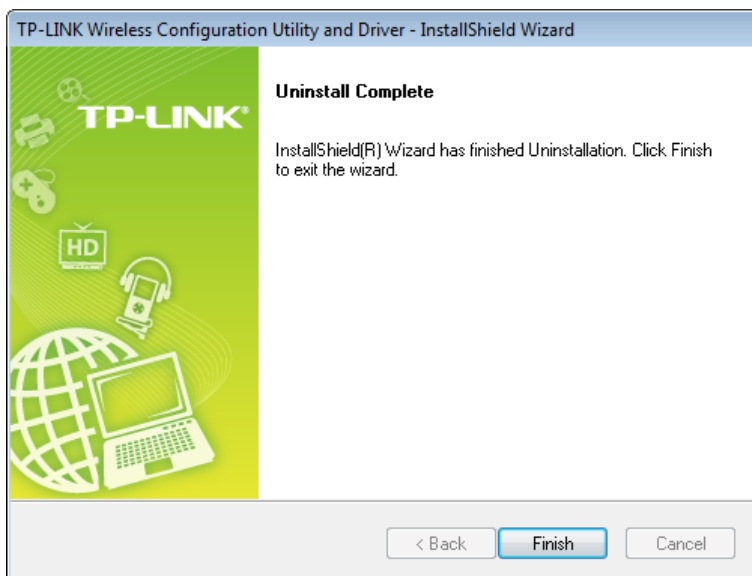 TP-LINK Wireless Configuration Utility and Driver - InstallShield Wizard
TP-LINK®
HD
Uninstall Complete
InstallShield(R) Wizard has finished Uninstallation. Click Finish
to exit the wizard.
< Back
Finish
Cancel